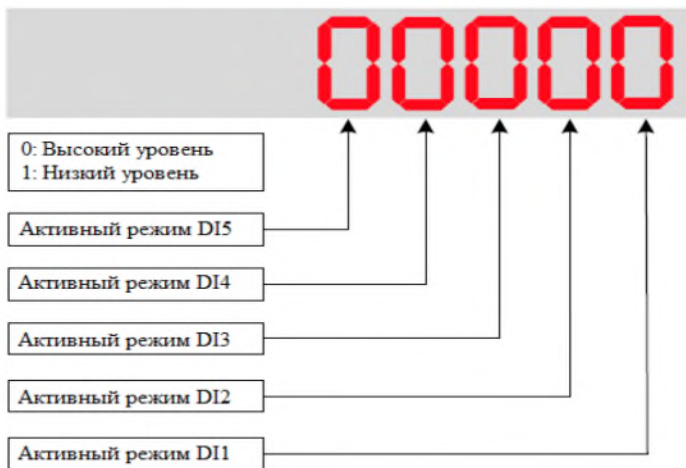 00000
0: Высокий уровень
1: Низкий уровень
Активный режим DI5
Активный режим DI4
Активный режим DI3
Активный режим DI2
Активный режим DI1